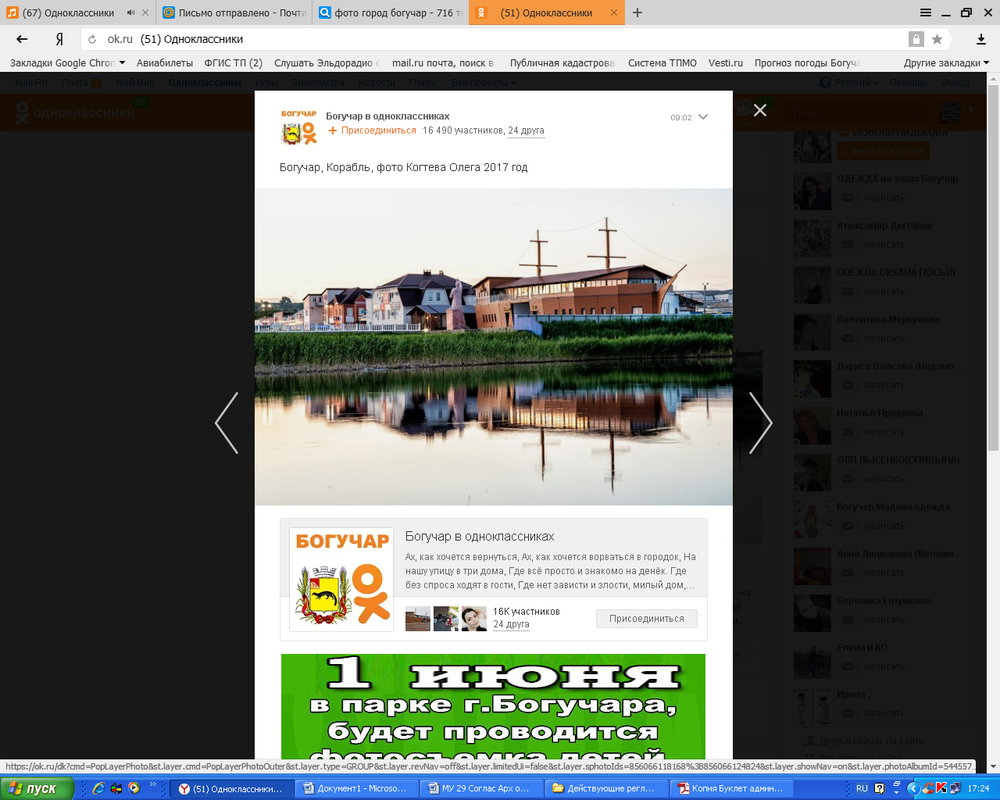 (67) Одноклассники
Письмо отправлено - Почта
фото город богучар - 716 т
(51) Одноклассники
ok.ru (51) Одноклассники
Закладки Google Chron
Авиабилеты
ФГИС ТП (2)
Слушать Эльдорадо
mail.ru почта, поиск в
Публичная кадастрова
Система ТПМО
Vesti.ru
Прогноз погоды Богуча
Другие закладки
Mail.Ru Почта Мой Мир Одноклассники Игры Знакомства Новости Поиск Все проекты Русский Помощь Выход
одноклассники
Поиск
Богучар в одноклассниках
09:02
Присоединиться 16 490 участников, 24 друга
Богучар, Корабль, фото Когтева Олега 2017 год
БОГУЧАР
Богучар в одноклассниках
Ах, как хочется вернуться, Ах, как хочется ворваться в городок, На
нашу улицу в три дома, Где всё просто и знакомо на денёк. Где
без спроса ходят в гости, Где нет зависти и злости, милый дом,...
16K участников
24 друга
Присоединиться
1 июня
в парке г.Богучара,
будет проводится
фотосъемка детей
ЛЮБОВЬ ГИДЬКОВА
С днем рождения!
ОДЕЖДА на заказ Богучар
написать
Александр Дегтярев
написать
ОDЕЖDА ОКSАНА ПОСЫЛ...
написать
Валентина Меркулова
написать
Лариса Власова (Недомо...
написать
Наталья Прядкова
написать
ОЛЯ ЛЫСЕНКО(СПИЦЫНА)
написать
Богучар Модная одежда
написать
Анна Линдакова (Волоши...
написать
Вероника Евтушенко
написать
Елена и КО
написать
Ирина .
написать
Друзья сейчас на сайте
https://ok.ru/dk?cmd=PopLayerPhoto&st.layer.cmd=PopLayerPhotoOuter&st.layer.type=GROUP&st.layer.revNav=off&st.layer.limitedUi=false&st.layer.sphotoIds=856066118168%3B856066124824&st.layer.showNav=on&st.layer.photoAlbumId=544557...
пуск
(51) Одноклассники...
Документ1 - Microso...
МУ 29 Соглас Арх о...
Действующие регл...
Копия Буклет админ...
RU
17:24